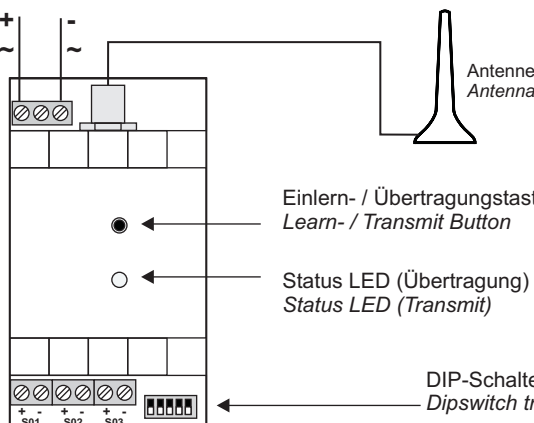 + -
~ ~
Antenne
Antenna
Einlern- / Übertragungstast
Learn- / Transmit Button
Status LED (Übertragung)
Status LED (Transmit)
DIP-Schalte
Dipswitch tr
+ - + - + -
S01 S02 S03